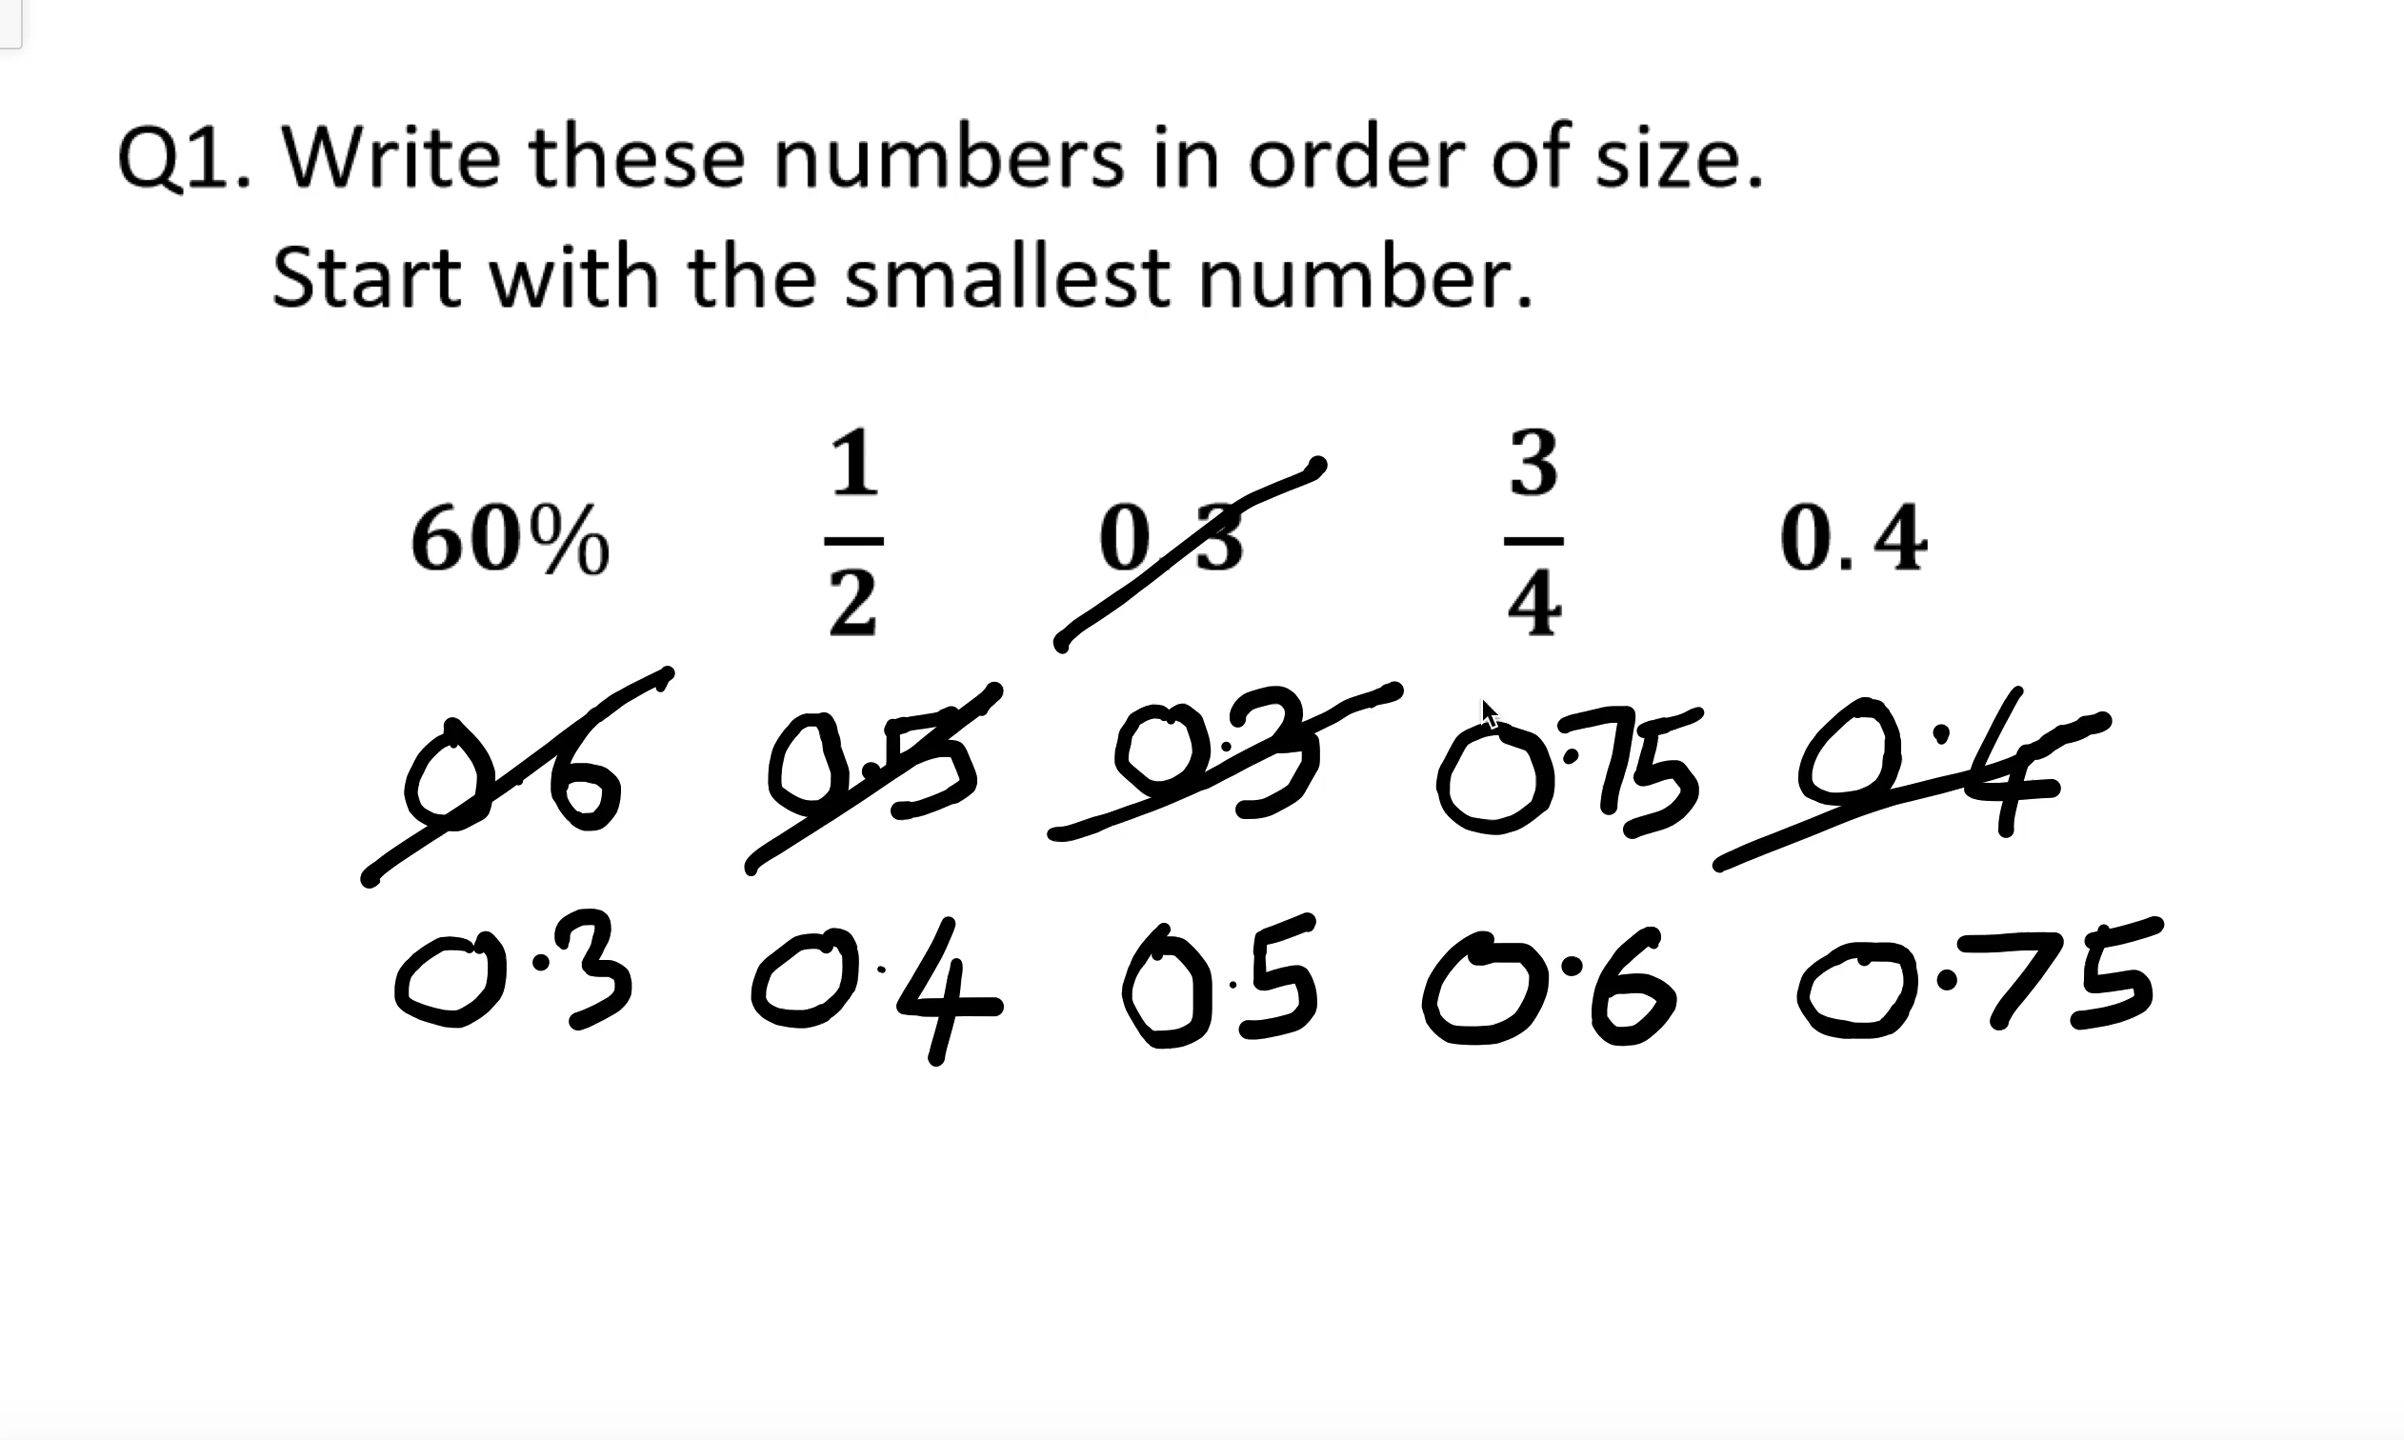 Q1. Write these numbers in order of size.
Start with the smallest number.
60% 1/2 0.3 3/4 0.4
0.6 0.5 0.3 0.75 0.4
0.3 0.4 0.5 0.6 0.75